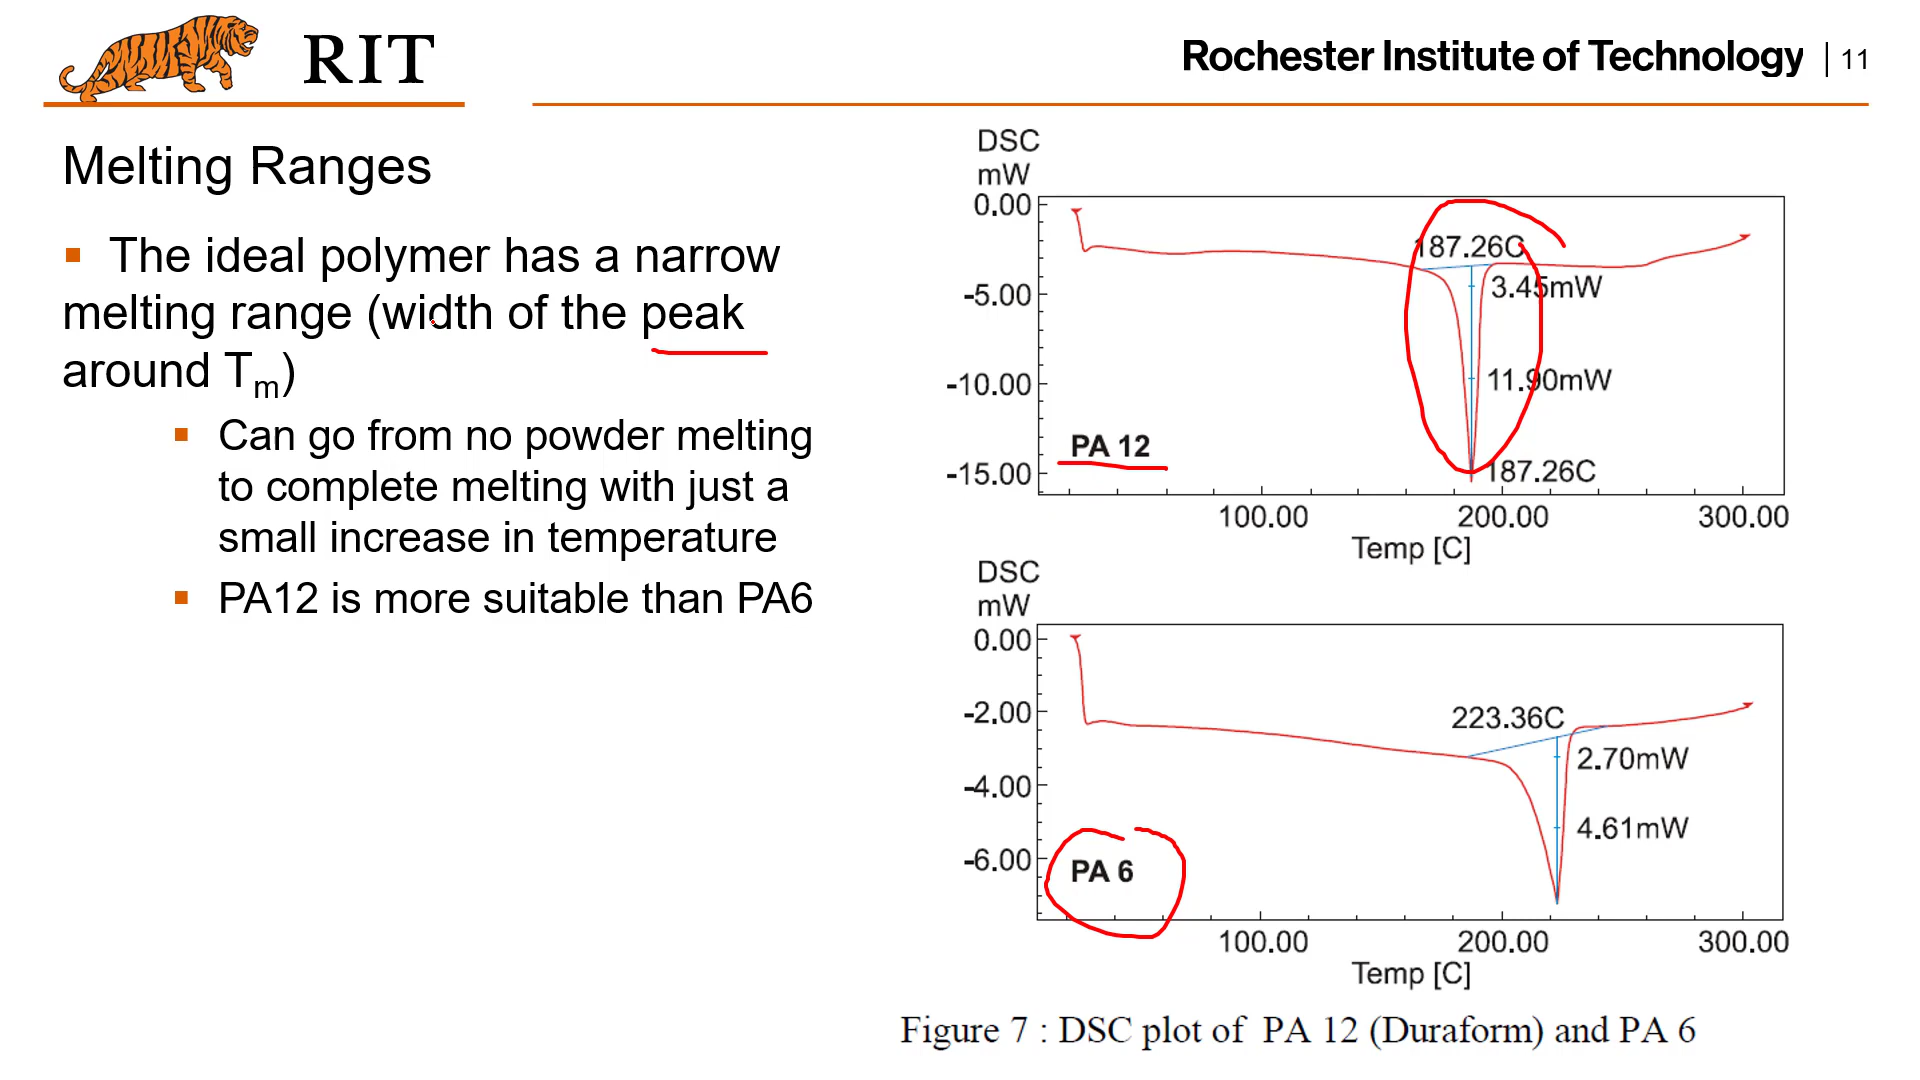 RIT
Rochester Institute of Technology | 11
Melting Ranges
▪ The ideal polymer has a narrow
melting range (width of the peak
around Tm)
▪ Can go from no powder melting
to complete melting with just a
small increase in temperature
▪ PA12 is more suitable than PA6
DSC
mW
0.00
-5.00
-10.00
-15.00
187.26C
3.45mW
11.90mW
187.26C
PA 12
100.00 200.00 300.00
Temp [C]
DSC
mW
0.00
-2.00
-4.00
-6.00
223.36C
2.70mW
4.61mW
PA 6
100.00 200.00 300.00
Temp [C]
Figure 7 : DSC plot of PA 12 (Duraform) and PA 6